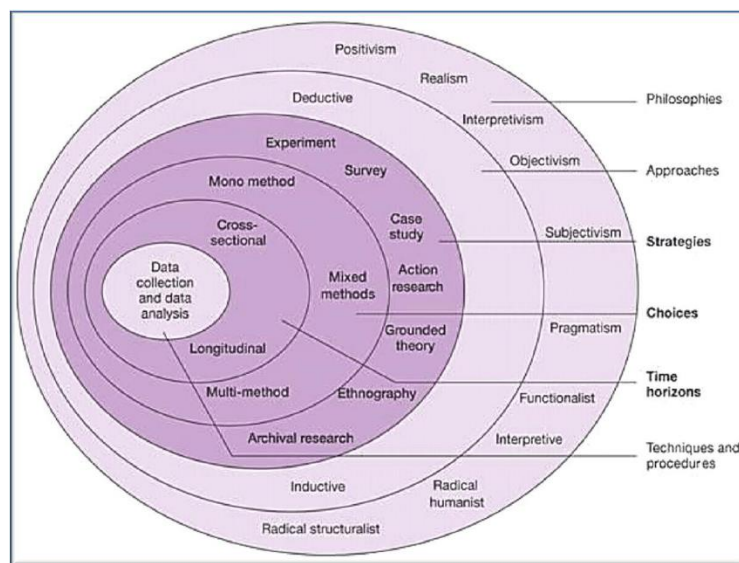 Positivism
Realism
Philosophies
Deductive
Interpretivism
Experiment
Objectivism
Survey
Approaches
Mono method
Case
study
Cross-
sectional
Subjectivism
Strategies
Data
collection
and data
analysis
Mixed
methods
Action
research
Choices
Grounded
theory
Pragmatism
Longitudinal
Time
horizons
Multi-method
Ethnography
Functionalist
Archival research
Interpretive
Techniques and
procedures
Inductive
Radical
humanist
Radical structuralist